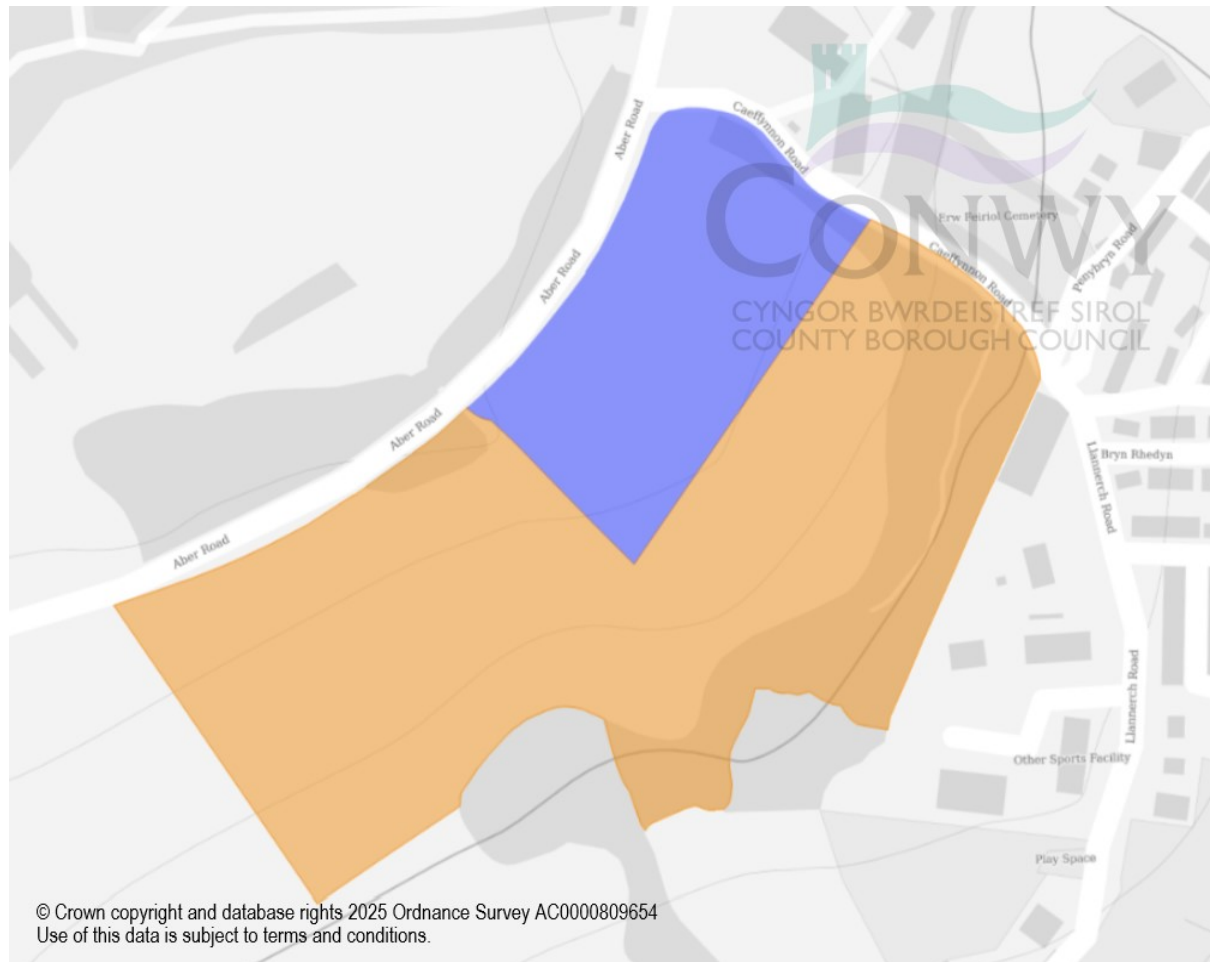 Aber Road
Caeffynnon Road
Erw Feiriol Cemetery
CONWY
Caeffynnon Road
Penybryn Road
Aber Road
CYNGOR BWRDEISTREF SIROL
COUNTY BOROUGH COUNCIL
Aber Road
Bryn Rhedyn
Llannerch Road
Aber Road
Llannerch Road
Other Sports Facility
Play Space
© Crown copyright and database rights 2025 Ordnance Survey AC0000809654
Use of this data is subject to terms and conditions.